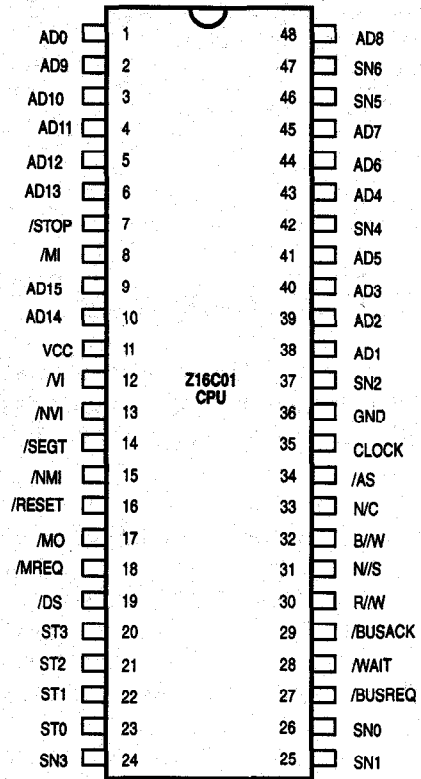 AD0 1 48 AD8
AD9 2 47 SN6
AD10 3 46 SN5
AD11 4 45 AD7
AD12 5 44 AD6
AD13 6 43 AD4
/STOP 7 42 SN4
/MI 8 41 AD5
AD15 9 40 AD3
AD14 10 39 AD2
VCC 11 38 AD1
/VI 12 Z16C01 37 SN2
CPU
/NVI 13 36 GND
/SEGT 14 35 CLOCK
/NMI 15 34 /AS
/RESET 16 33 N/C
/MO 17 32 B//W
/MREQ 18 31 N//S
/DS 19 30 R//W
ST3 20 29 /BUSACK
ST2 21 28 /WAIT
ST1 22 27 /BUSREQ
ST0 23 26 SN0
SN3 24 25 SN1